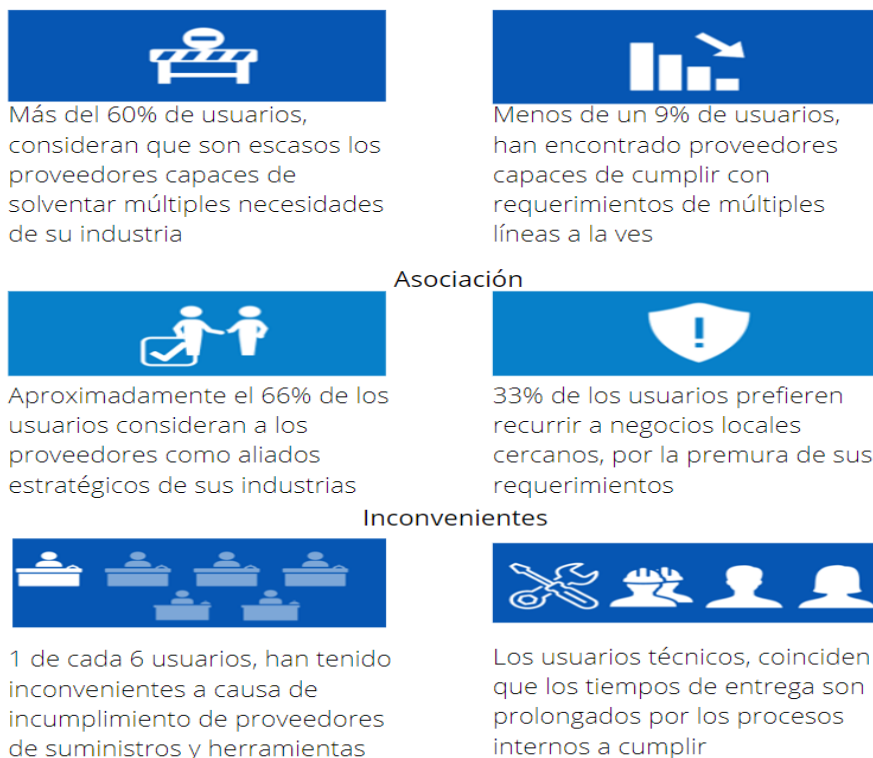 Más del 60% de usuarios,
consideran que son escasos los
proveedores capaces de
solventar múltiples necesidades
de su industria
Menos de un 9% de usuarios,
han encontrado proveedores
capaces de cumplir con
requerimientos de múltiples
líneas a la ves
Asociación
Aproximadamente el 66% de los
usuarios consideran a los
proveedores como aliados
estratégicos de sus industrias
33% de los usuarios prefieren
recurrir a negocios locales
cercanos, por la premura de sus
requerimientos
Inconvenientes
1 de cada 6 usuarios, han tenido
inconvenientes a causa de
incumplimiento de proveedores
de suministros y herramientas
Los usuarios técnicos, coinciden
que los tiempos de entrega son
prolongados por los procesos
internos a cumplir